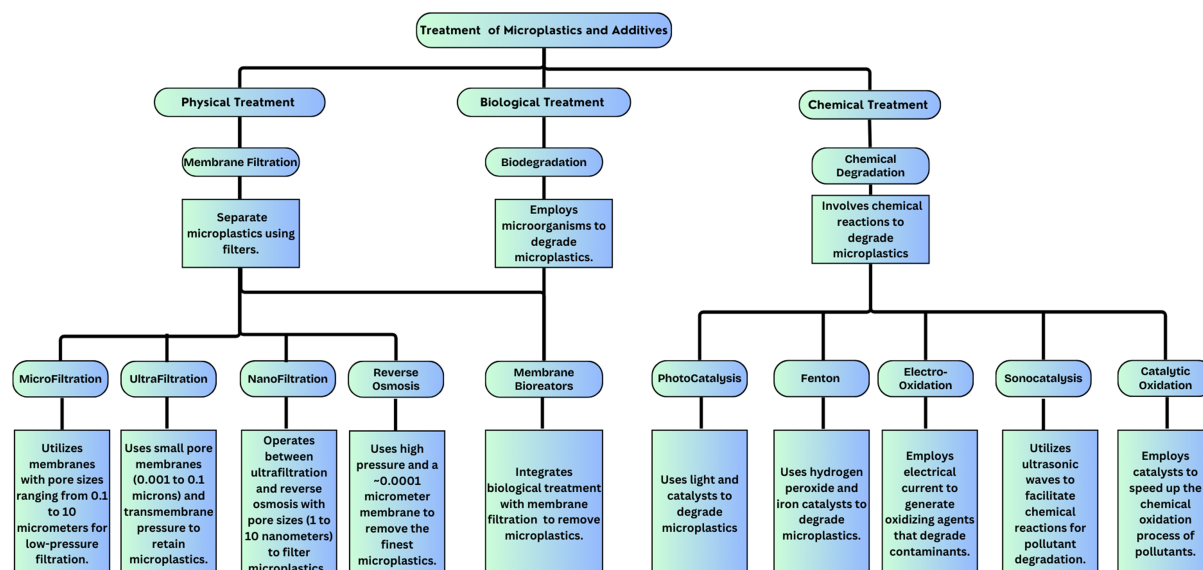 Treatment of Microplastics and Additives
Physical Treatment
Biological Treatment
Chemical Treatment
Membrane Filtration
Biodegradation
Chemical
Degradation
Separate
microplastics using
filters.
Employs
microorganisms to
degrade
microplastics.
Involves chemical
reactions to
degrade
microplastics
MicroFiltration
UltraFiltration
NanoFiltration
Reverse
Osmosis
Membrane
Bioreators
PhotoCatalysis
Fenton
Electro-
Oxidation
Sonocatalysis
Catalytic
Oxidation
Utilizes
membranes
with pore sizes
ranging from 0.1
to 10
micrometers for
low-pressure
filtration.
Uses small pore
membranes
(0.001 to 0.1
microns) and
transmembrane
pressure to
retain
microplastics.
Operates
between
ultrafiltration
and reverse
osmosis with
pore sizes (1 to
10 nanometers)
to filter
microplastics.
Uses high
pressure and a
~0.0001
micrometer
membrane to
remove the
finest
microplastics.
Integrates
biological treatment
with membrane
filtration to remove
microplastics.
Uses light and
catalysts to
degrade
microplastics
Uses hydrogen
peroxide and
iron catalysts to
degrade
microplastics.
Employs
electrical
current to
generate
oxidizing agents
that degrade
contaminants.
Utilizes
ultrasonic
waves to
facilitate
chemical
reactions for
pollutant
degradation.
Employs
catalysts to
speed up the
chemical
oxidation
process of
pollutants.